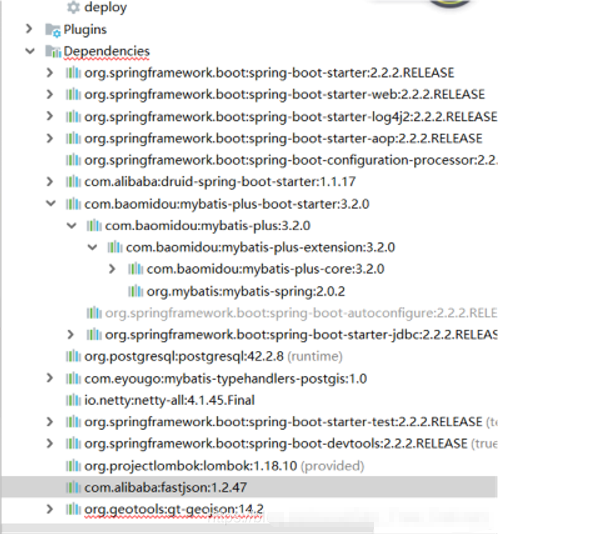 deploy
Plugins
Dependencies
org.springframework.boot:spring-boot-starter:2.2.2.RELEASE
org.springframework.boot:spring-boot-starter-web:2.2.2.RELEASE
org.springframework.boot:spring-boot-starter-log4j2:2.2.2.RELEASE
org.springframework.boot:spring-boot-starter-aop:2.2.2.RELEASE
org.springframework.boot:spring-boot-configuration-processor:2.2.
com.alibaba:druid-spring-boot-starter:1.1.17
com.baomidou:mybatis-plus-boot-starter:3.2.0
com.baomidou:mybatis-plus:3.2.0
com.baomidou:mybatis-plus-extension:3.2.0
com.baomidou:mybatis-plus-core:3.2.0
org.mybatis:mybatis-spring:2.0.2
org.springframework.boot:spring-boot-autoconfigure:2.2.2.RELE
org.springframework.boot:spring-boot-starter-jdbc:2.2.2.RELEAS
org.postgresql:postgresql:42.2.8 (runtime)
com.eyougo:mybatis-typehandlers-postgis:1.0
io.netty:netty-all:4.1.45.Final
org.springframework.boot:spring-boot-starter-test:2.2.2.RELEASE (te
org.springframework.boot:spring-boot-devtools:2.2.2.RELEASE (true
org.projectlombok:lombok:1.18.10 (provided)
com.alibaba:fastjson:1.2.47
org.geotools:gt-geojson:14.2